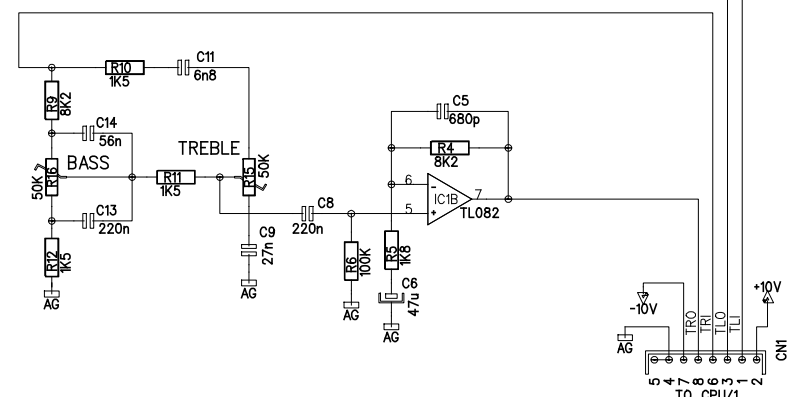 C11
R10
6n8
1K5
R9
8K2
C14
56n
BASS
R16
50K
TREBLE
R15
50K
R11
1K5
C13
220n
R12
1K5
AG
C9
27n
AG
C8
220n
R6
100K
AG
C5
680p
R4
8K2
6
5
7
IC1B
TL082
R5
1K8
C6
47u
AG
-10V
+10V
AG
TRO
TRI
TLO
TLI
CN1
5 4 7 8 6 3 1 2
TO CPU/1